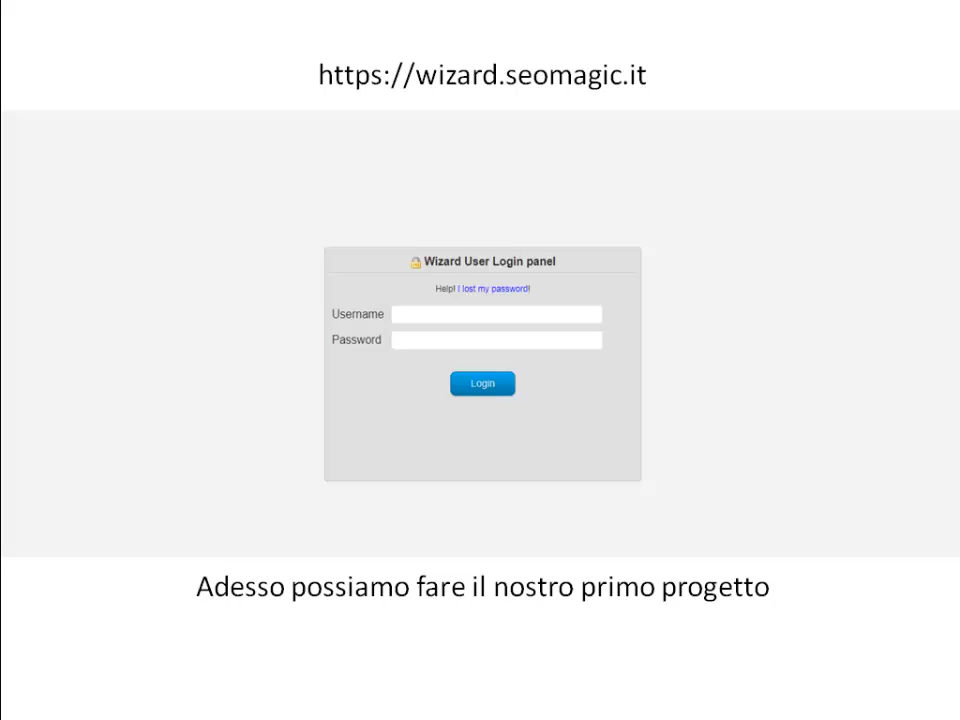 https://wizard.seomagic.it
Wizard User Login panel
Help! I lost my password!
Username
Password
Login
Adesso possiamo fare il nostro primo progetto